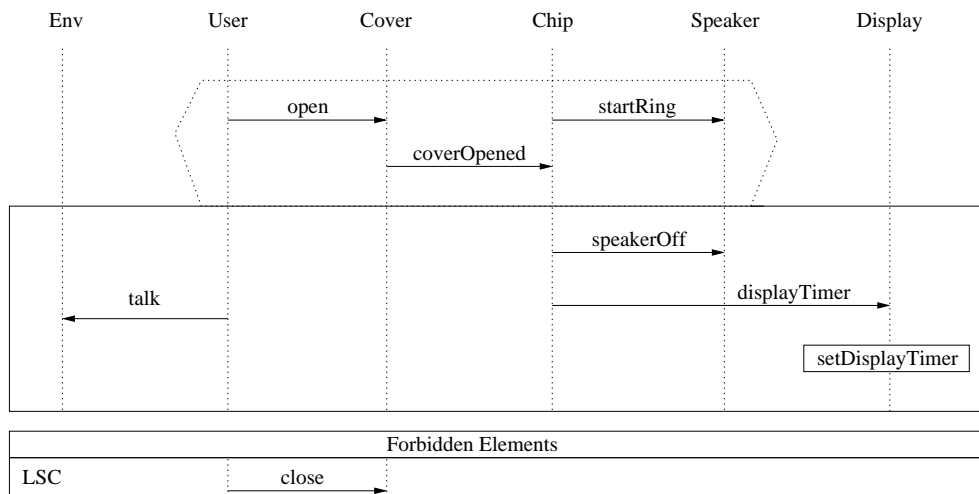 Env User Cover Chip Speaker Display
open startRing
coverOpened
speakerOff
talk displayTimer
setDisplayTimer
Forbidden Elements
LSC close